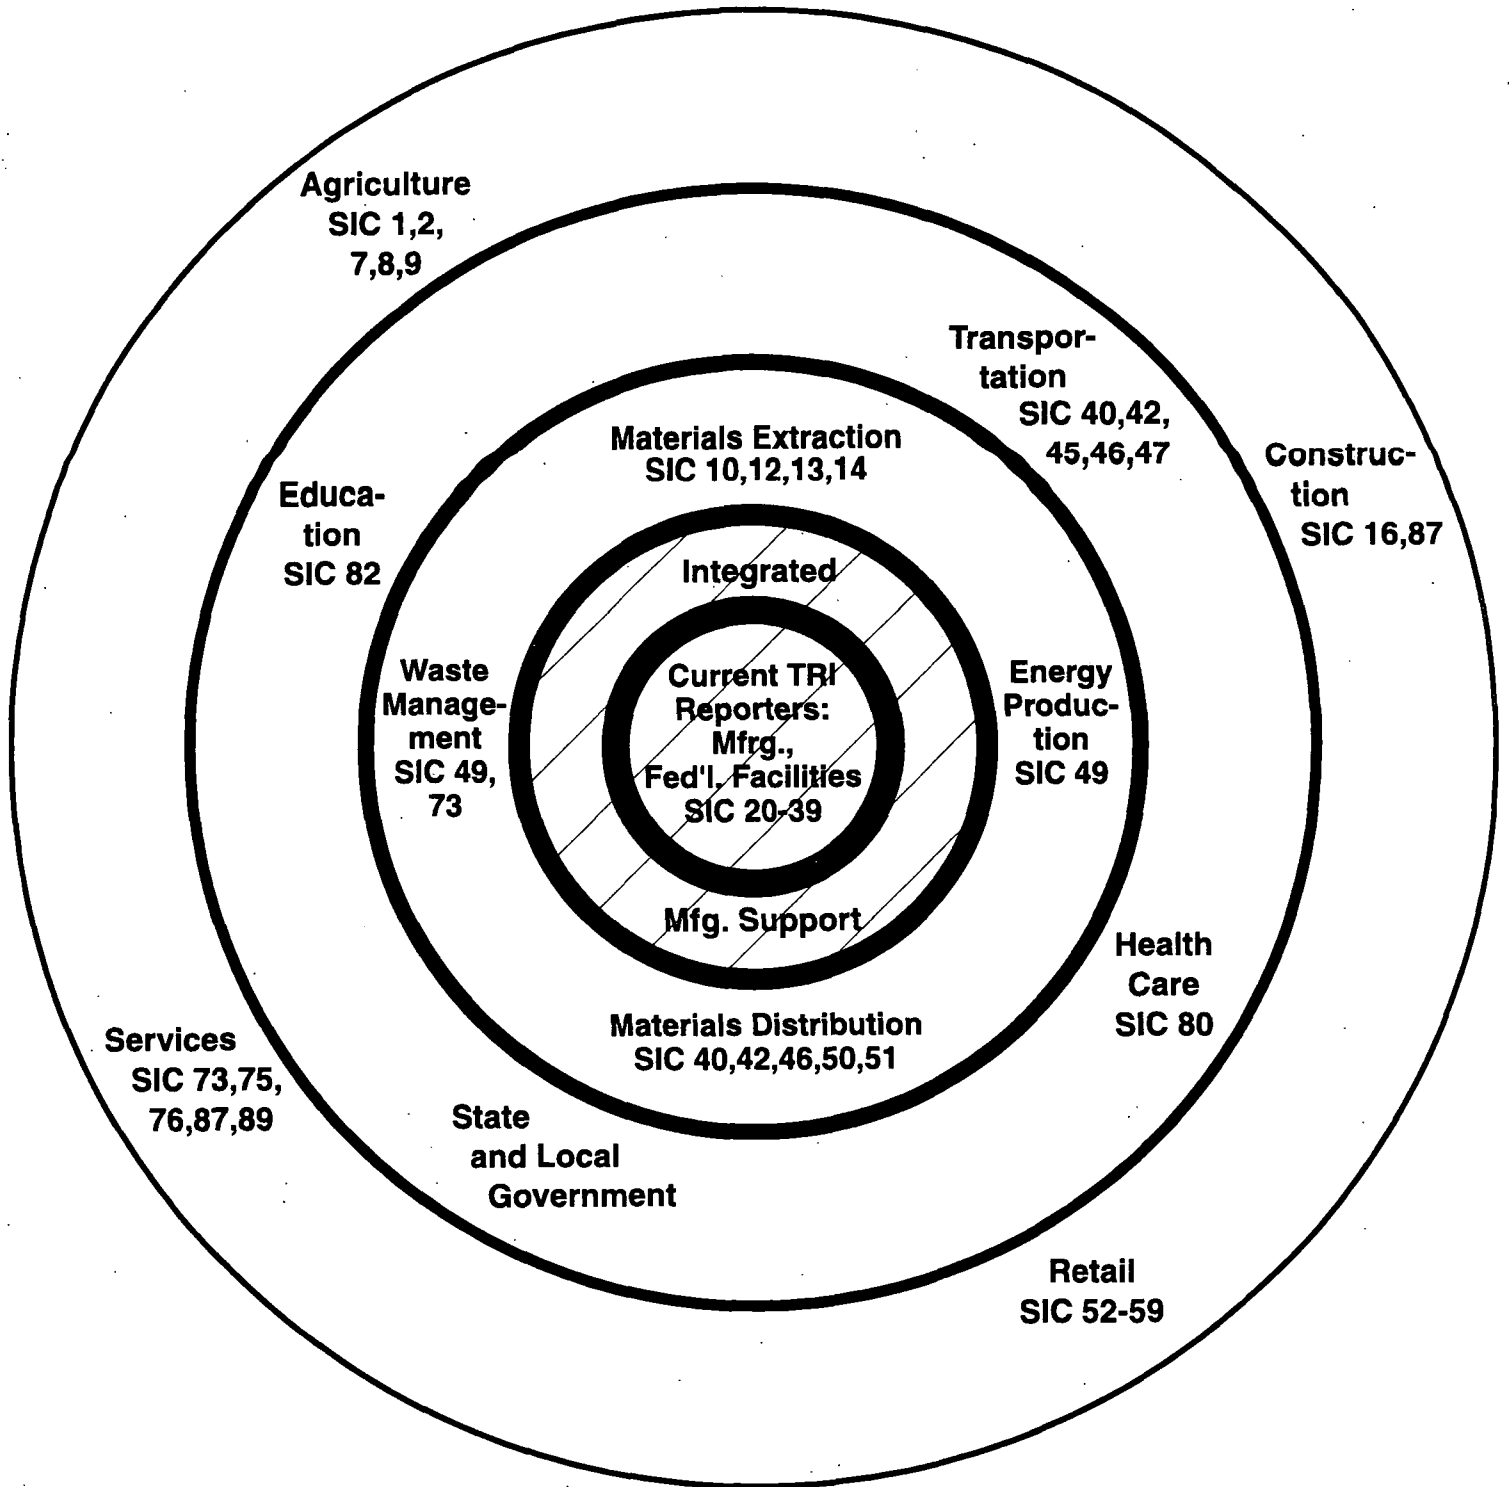 Agriculture
SIC 1,2,
7,8,9
Transpor-
tation
SIC 40,42,
45,46,47
Construc-
tion
SIC 16,87
Materials Extraction
SIC 10,12,13,14
Educa-
tion
SIC 82
Integrated
Waste
Manage-
ment
SIC 49,
73
Current TRI
Reporters:
Mfrg.,
Fed'l. Facilities
SIC 20-39
Energy
Produc-
tion
SIC 49
Mfg. Support
Health
Care
SIC 80
Materials Distribution
SIC 40,42,46,50,51
Services
SIC 73,75,
76,87,89
State
and Local
Government
Retail
SIC 52-59